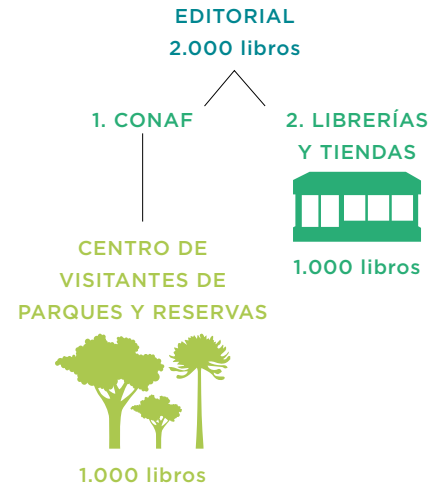 EDITORIAL
2.000 libros
1. CONAF
2. LIBRERÍAS
Y TIENDAS
1.000 libros
CENTRO DE
VISITANTES DE
PARQUES Y RESERVAS
1.000 libros